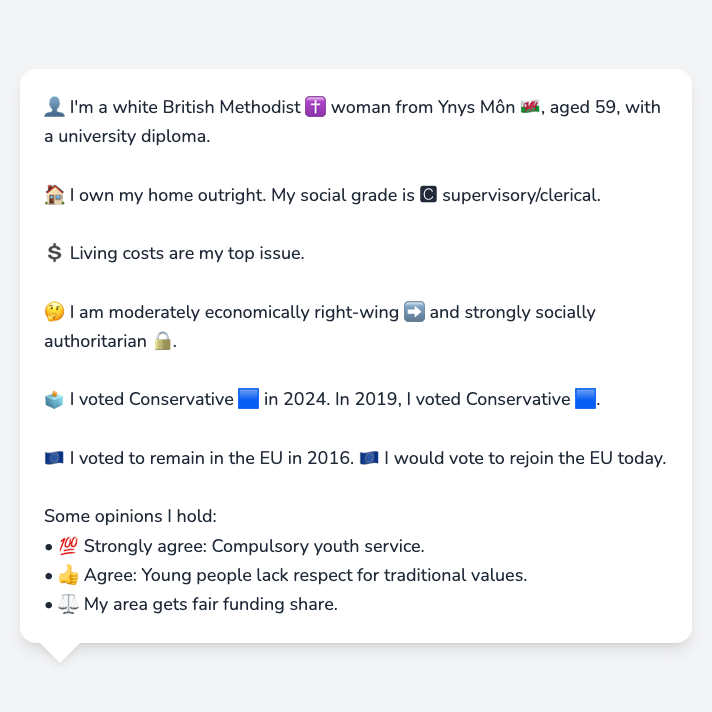 👤 I'm a white British Methodist ✝️ woman from Ynys Môn 🏴󠁧󠁢󠁷󠁬󠁳󠁿, aged 59, with
a university diploma.
🏠 I own my home outright. My social grade is 🅲 supervisory/clerical.
💲 Living costs are my top issue.
🤔 I am moderately economically right-wing ➡️ and strongly socially
authoritarian 🔒.
🗳️ I voted Conservative 🟦 in 2024. In 2019, I voted Conservative 🟦.
🇪🇺 I voted to remain in the EU in 2016. 🇪🇺 I would vote to rejoin the EU today.
Some opinions I hold:
• 💯 Strongly agree: Compulsory youth service.
• 👍 Agree: Young people lack respect for traditional values.
• ⚖️ My area gets fair funding share.